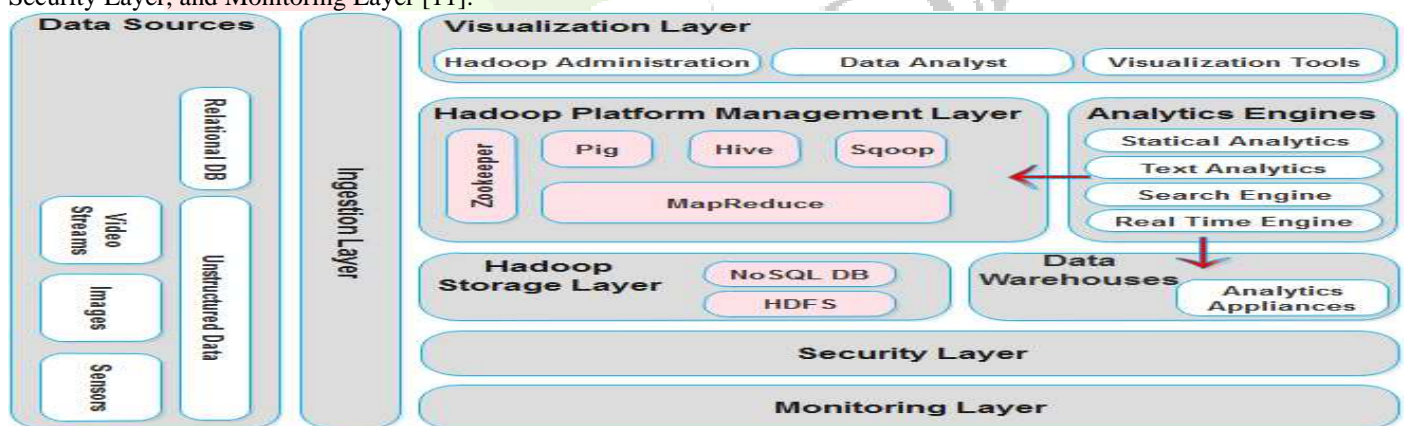 Security Layer, and Monitoring Layer [11].
Data Sources
Relational DB
Video
Streams
Images
Sensors
Unstructured Data
Ingestion Layer
Visualization Layer
Hadoop Administration
Data Analyst
Visualization Tools
Hadoop Platform Management Layer
Zookeeper
Pig
Hive
Sqoop
MapReduce
Analytics Engines
Statical Analytics
Text Analytics
Search Engine
Real Time Engine
Hadoop
Storage Layer
NoSQL DB
HDFS
Data
Warehouses
Analytics
Appliances
Security Layer
Monitoring Layer